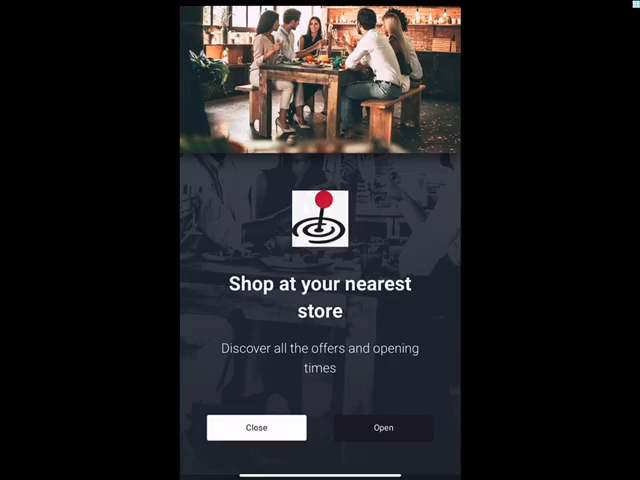 Shop at your nearest
store
Discover all the offers and opening
times
Close
Open